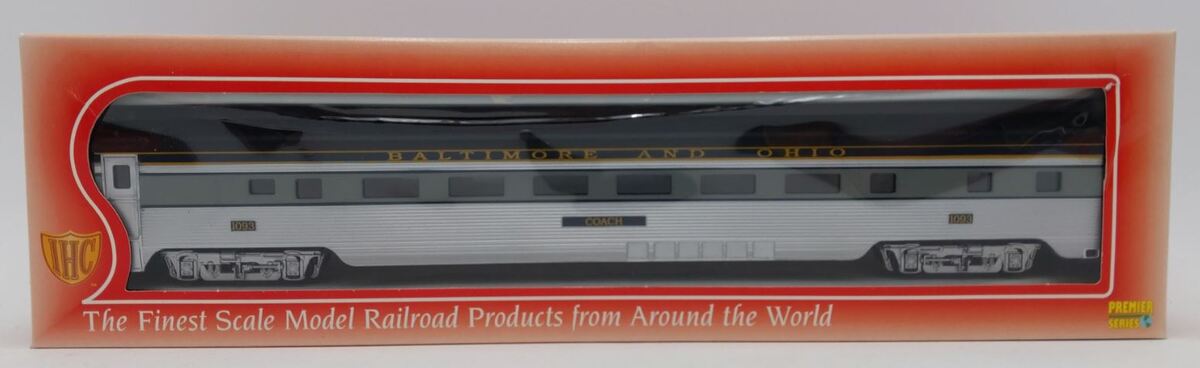 BALTIMORE AND OHIO
1093 COACH 1093
IHC
The Finest Scale Model Railroad Products from Around the World
PREMIER
SERIES